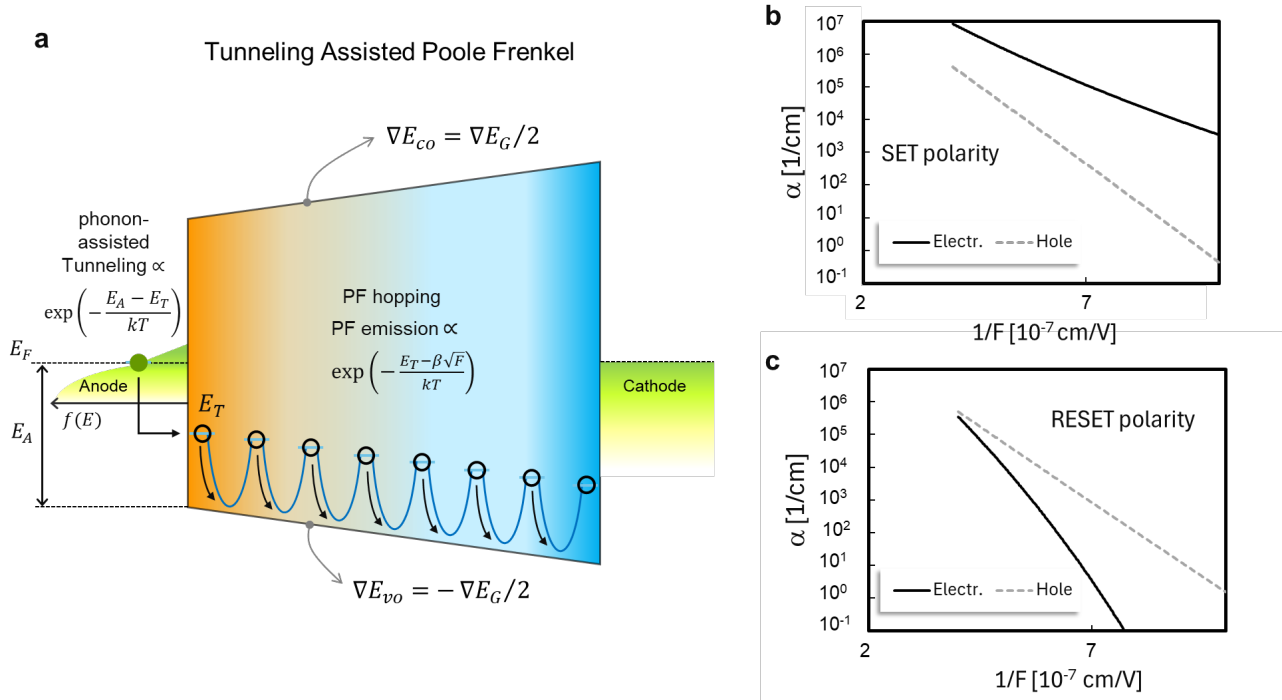 a
Tunneling Assisted Poole Frenkel
∇E_co = ∇E_G/2
phonon-
assisted
Tunneling ∝
exp(−(E_A − E_T)/kT)
PF hopping
PF emission ∝
exp(−(E_T−β√F)/kT)
E_F
Anode
Cathode
f(E)
E_T
E_A
∇E_vo = − ∇E_G/2
b
10^7
10^6
10^5
10^4
10^3
10^2
10^1
10^0
10^-1
α [1/cm]
SET polarity
Electr.
Hole
2
7
1/F [10^-7 cm/V]
c
10^7
10^6
10^5
10^4
10^3
10^2
10^1
10^0
10^-1
α [1/cm]
RESET polarity
Electr.
Hole
2
7
1/F [10^-7 cm/V]